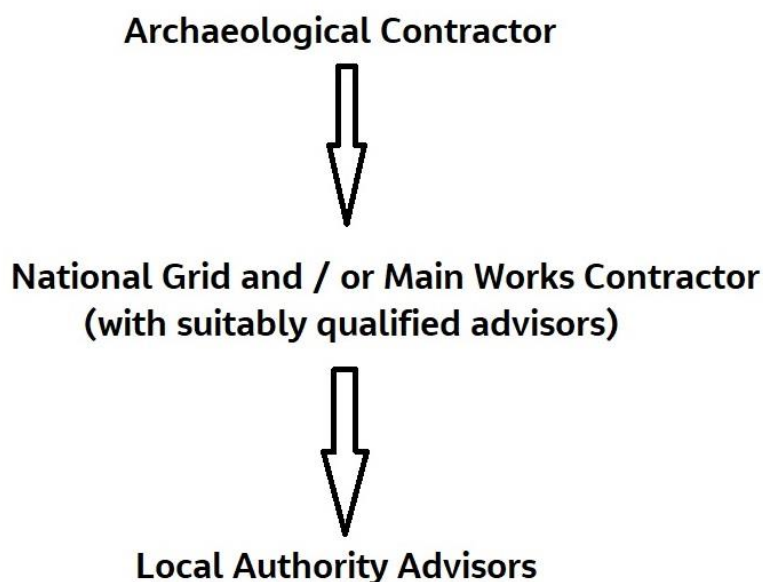 Archaeological Contractor
National Grid and / or Main Works Contractor
(with suitably qualified advisors)
Local Authority Advisors